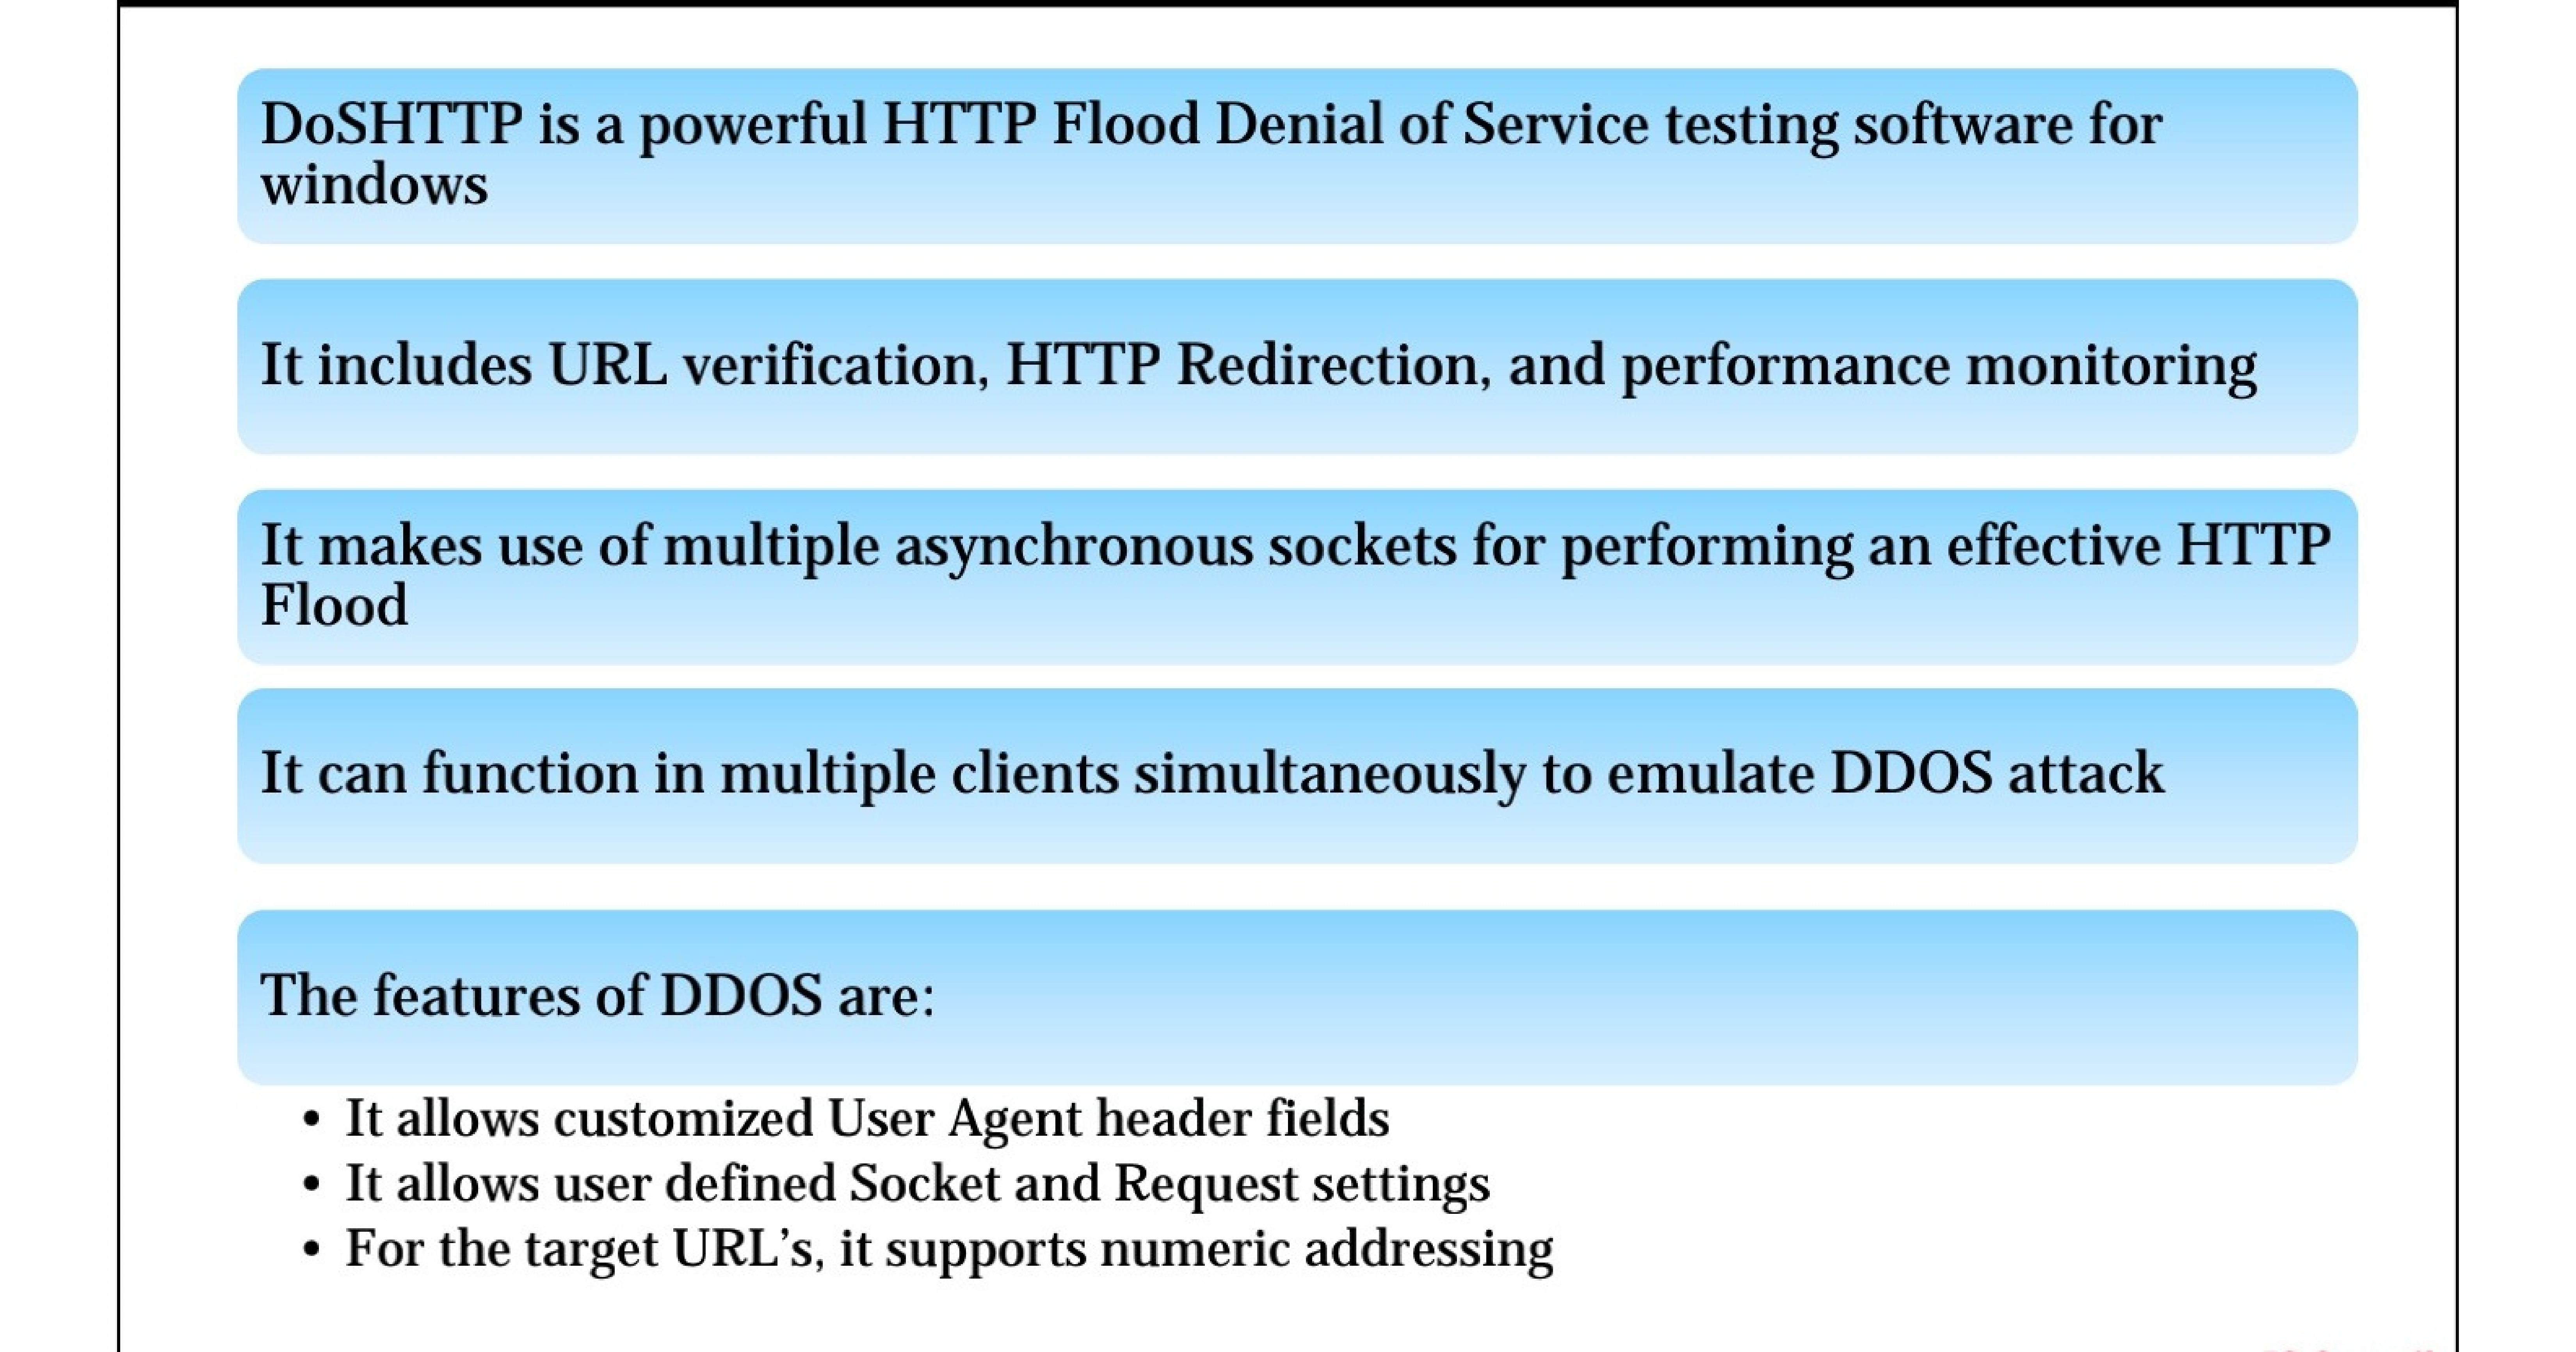 DoSHTTP is a powerful HTTP Flood Denial of Service testing software for
windows
It includes URL verification, HTTP Redirection, and performance monitoring
It makes use of multiple asynchronous sockets for performing an effective HTTP
Flood
It can function in multiple clients simultaneously to emulate DDOS attack
The features of DDOS are:
• It allows customized User Agent header fields
• It allows user defined Socket and Request settings
• For the target URL’s, it supports numeric addressing